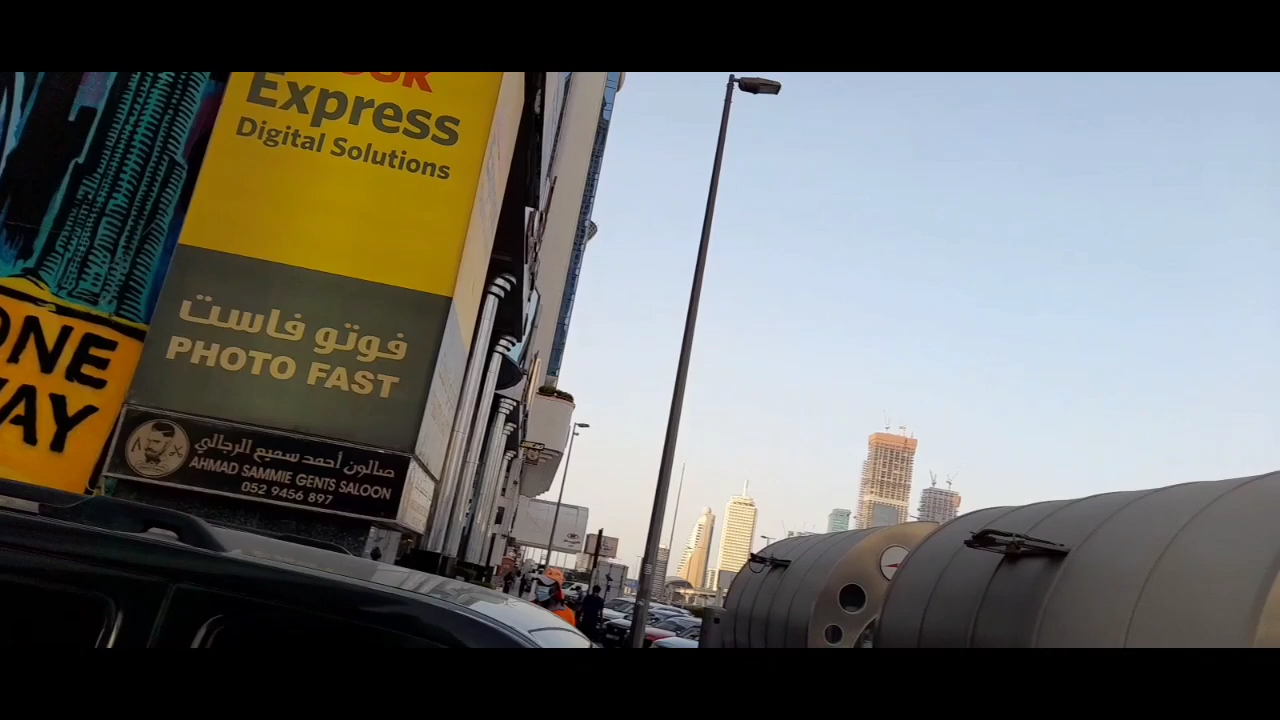 Express
Digital Solutions
فوتو فاست
PHOTO FAST
صالون أحمد سميع الرجالي
AHMAD SAMMIE GENTS SALOON
052 9456 897
ONE
WAY